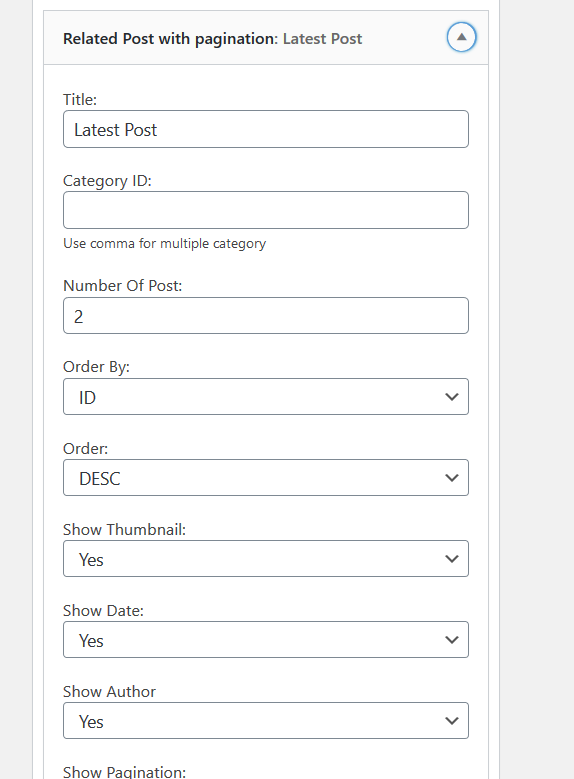 Related Post with pagination: Latest Post
Title:
Latest Post
Category ID:
Use comma for multiple category
Number Of Post:
2
Order By:
ID
Order:
DESC
Show Thumbnail:
Yes
Show Date:
Yes
Show Author
Yes
Show Pagination: